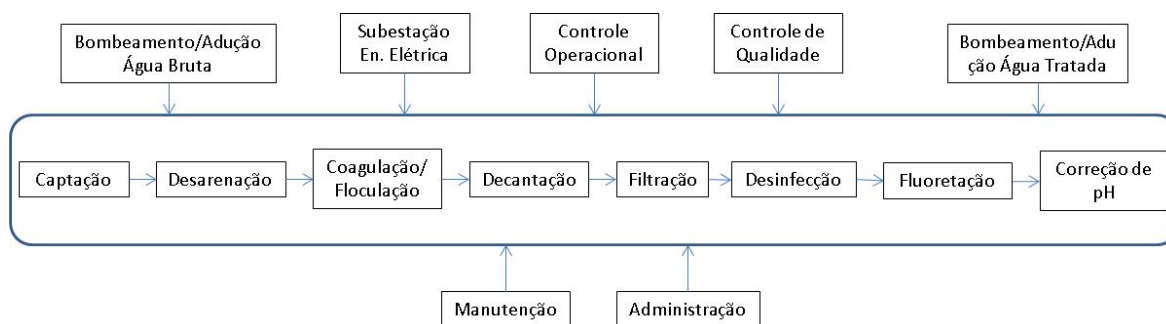 Bombeamento/Adução
Água Bruta
Subestação
En. Elétrica
Controle
Operacional
Controle de
Qualidade
Bombeamento/Adu
ção Água Tratada
Captação
Desarenação
Coagulação/
Floculação
Decantação
Filtração
Desinfecção
Fluoretação
Correção de
pH
Manutenção
Administração